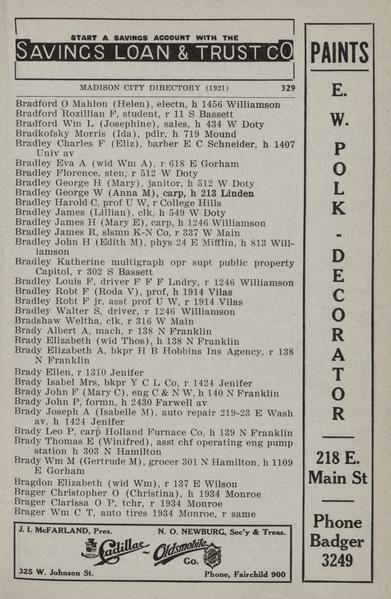 START A SAVINGS ACCOUNT WITH THE
SAVINGS LOAN & TRUST CO
MADISON CITY DIRECTORY (1921) 329
Bradford O Mahlon (Helen), electn, h 1456 Williamson
Bradford Rozillian F, student, r 11 S Bassett
Bradford Wm L (Josephine), sales, h 434 W Doty
Bradkofsky Morris (Ida), pdlr, h 719 Mound
Bradley Charles F (Eliz), barber E C Schneider, h 1407
Univ av
Bradley Eva A (wid Wm A), r 618 E Gorham
Bradley Florence, sten, r 512 W Doty
Bradley George H (Mary), janitor, h 512 W Doty
Bradley George W (Anna M), carp, h 213 Linden
Bradley Harold C, prof U W, r College Hills
Bradley James (Lillian), clk, h 549 W Doty
Bradley James H (Mary E), carp, h 1246 Williamson
Bradley James R, slsmn K-N Co, r 337 W Main
Bradley John H (Edith M), phys 24 E Mifflin, h 813 Will-
iamson
Bradley Katherine multigraph opr supt public property
Capitol, r 302 S Bassett
Bradley Louis F, driver F F F Lndry, r 1246 Williamson
Bradley Robt F (Roda V), prof, h 1914 Vilas
Bradley Robt F jr, asst prof U W, r 1914 Vilas
Bradley Walter S, driver, r 1246 Williamson
Bradshaw Weltha, clk, r 316 W Main
Brady Albert A, mach, r 138 N Franklin
Brady Elizabeth (wid Thos), h 138 N Franklin
Brady Elizabeth A, bkpr H B Hobbins Ins Agency, r 138
N Franklin
Brady Ellen, r 1310 Jenifer
Brady Isabel Mrs, bkpr Y C L Co, r 1424 Jenifer
Brady John F (Mary C), eng C & N W, h 140 N Franklin
Brady John P, formn, h 2430 Farwell av
Brady Joseph A (Isabelle M), auto repair 219-23 E Wash
av, h 1424 Jenifer
Brady Leo P, carp Holland Furnace Co, h 139 N Franklin
Brady Thomas E (Winifred), asst chf operating eng pump
station h 303 N Hamilton
Brady Wm M (Gertrude M), grocer 301 N Hamilton, h 1109
E Gorham
Bragdon Elizabeth (wid Wm), r 137 E Wilson
Brager Christopher O (Christina), h 1934 Monroe
Brager Clarissa O P, tchr, r 1934 Monroe
Brager Wm C T, auto tires 1934 Monroe, r same
J. I. McFARLAND, Pres. N. O. NEWBURG, Sec'y & Treas.
Cadillac - Oldsmobile
Co.
325 W. Johnson St. Phone, Fairchild 900
PAINTS
E.
W.
P
O
L
K
-
D
E
C
O
R
A
T
O
R
218 E.
Main St
Phone
Badger
3249